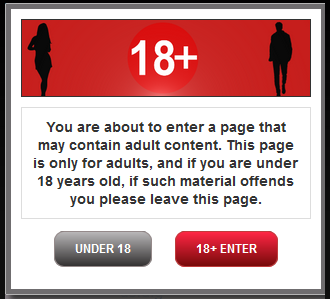 18+
You are about to enter a page that
may contain adult content. This page
is only for adults, and if you are under
18 years old, if such material offends
you please leave this page.
UNDER 18
18+ ENTER